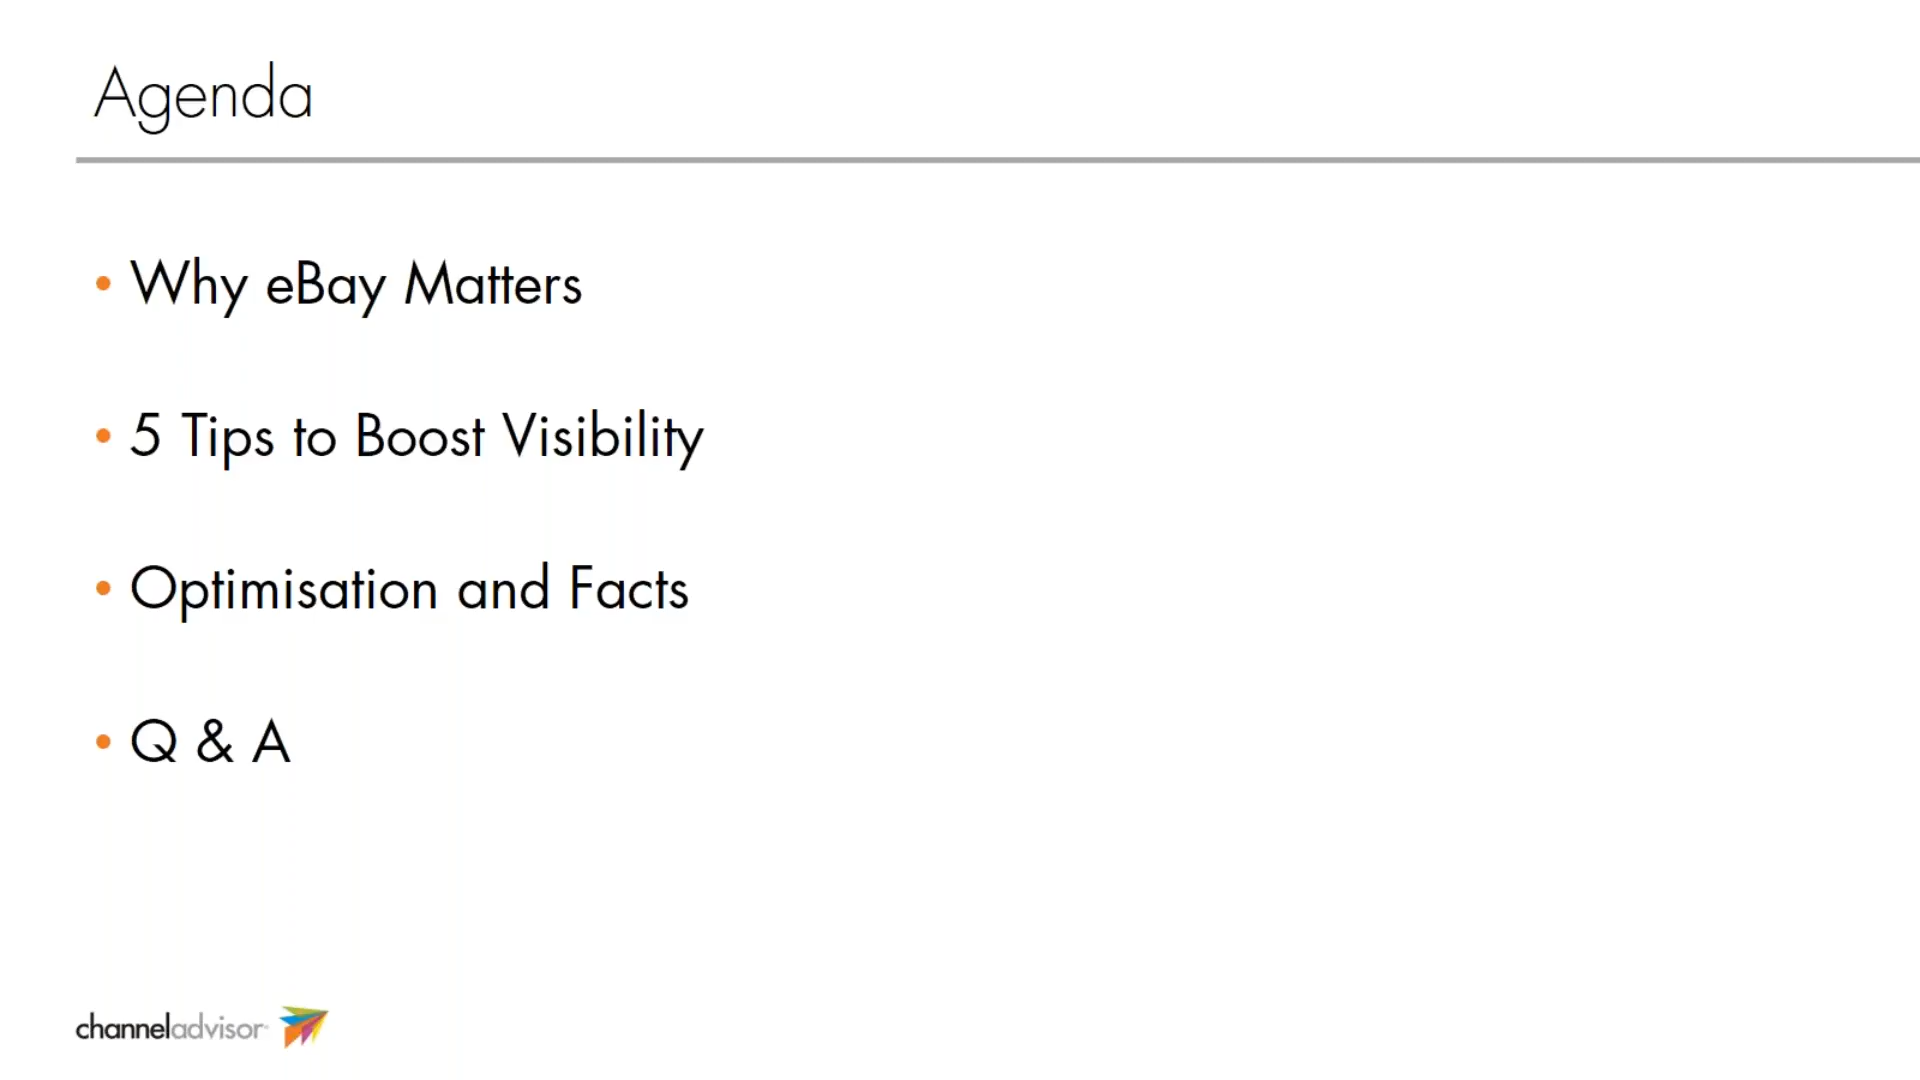 Agenda
• Why eBay Matters
• 5 Tips to Boost Visibility
• Optimisation and Facts
• Q & A
channeladvisor